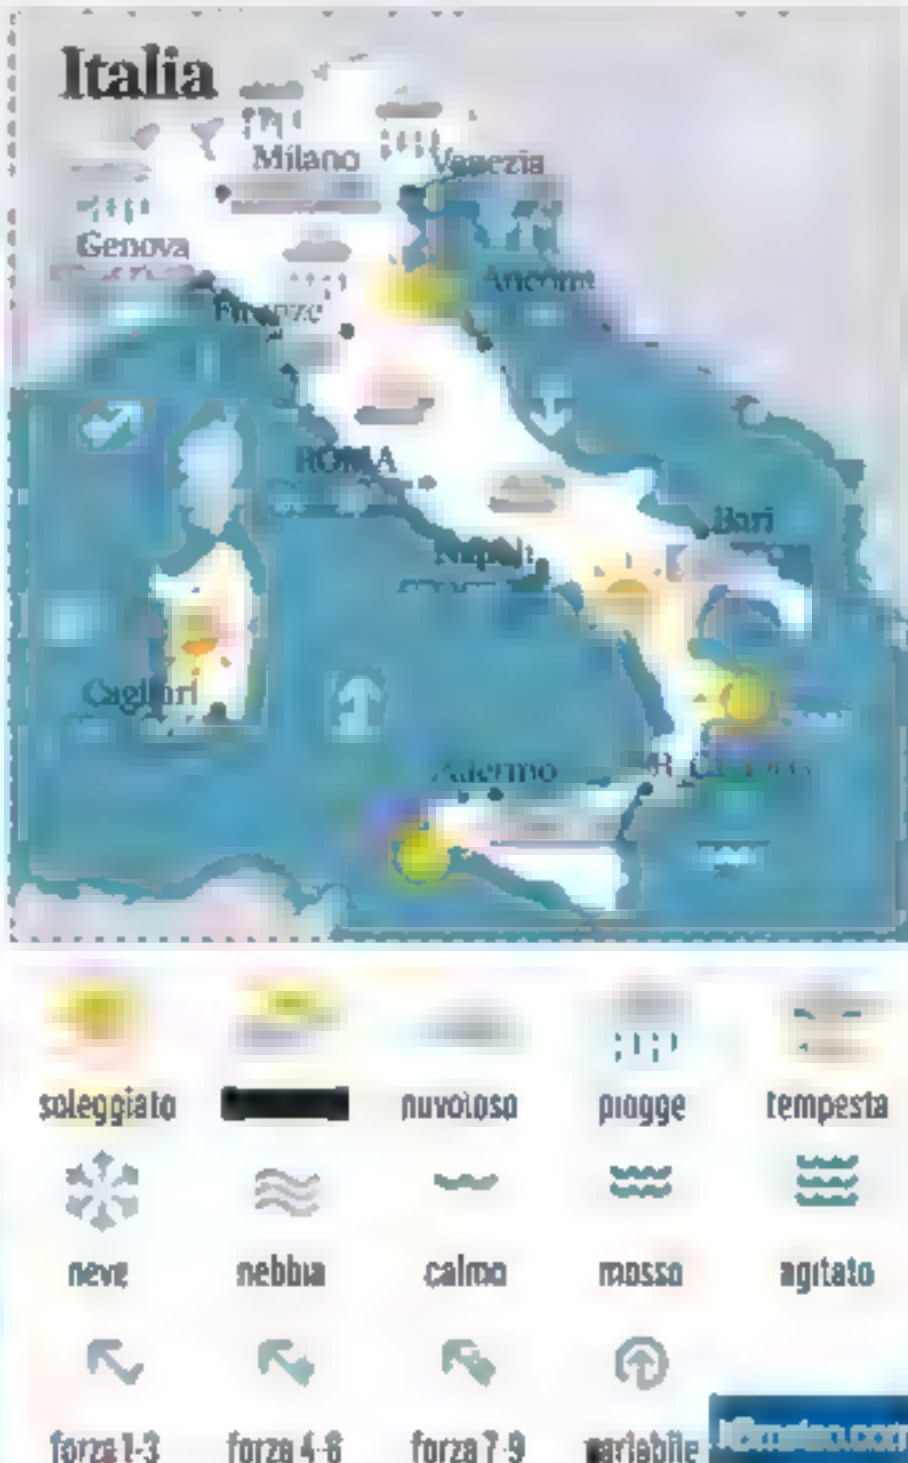 Italia
Milano
Venezia
Genova
Ancona
Firenze
ROMA
Bari
Napoli
Cagliari
Palermo
soleggiato
nuvoloso
piogge
tempesta
neve
nebbia
calmo
mosso
agitato
forza 1-3
forza 4-6
forza 7-9
variabile